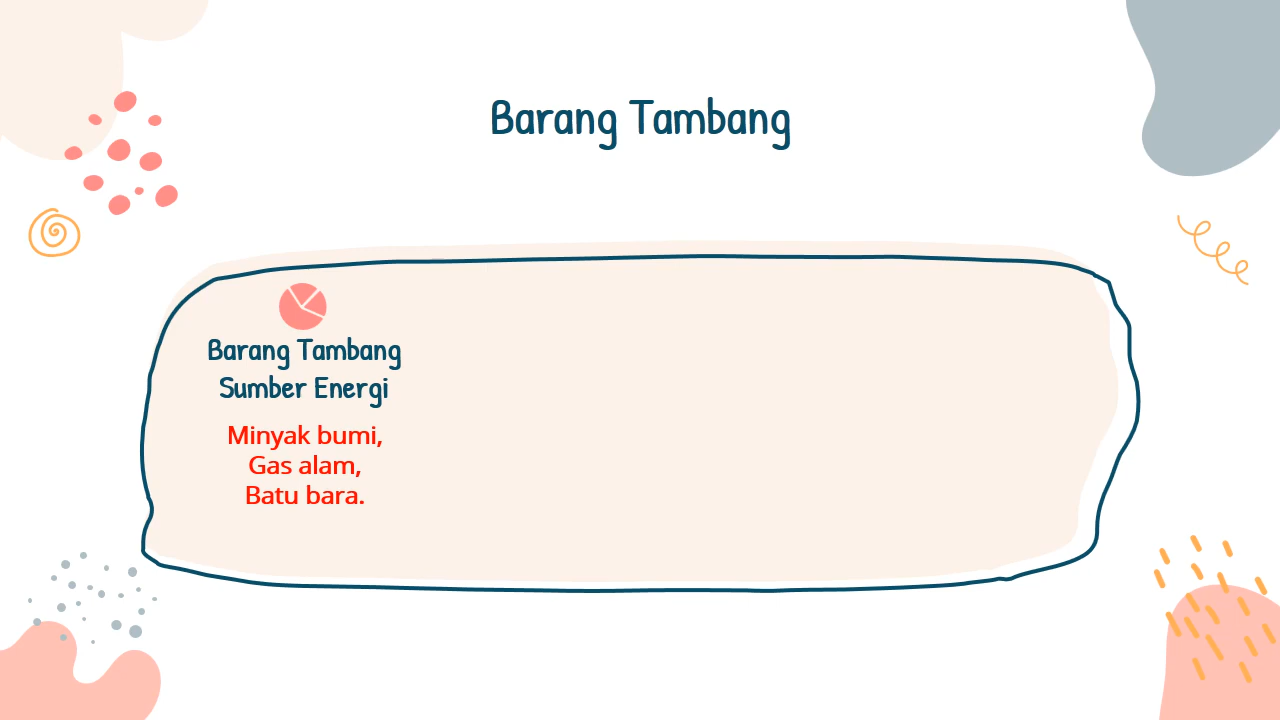 Barang Tambang
Barang Tambang
Sumber Energi
Minyak bumi,
Gas alam,
Batu bara.